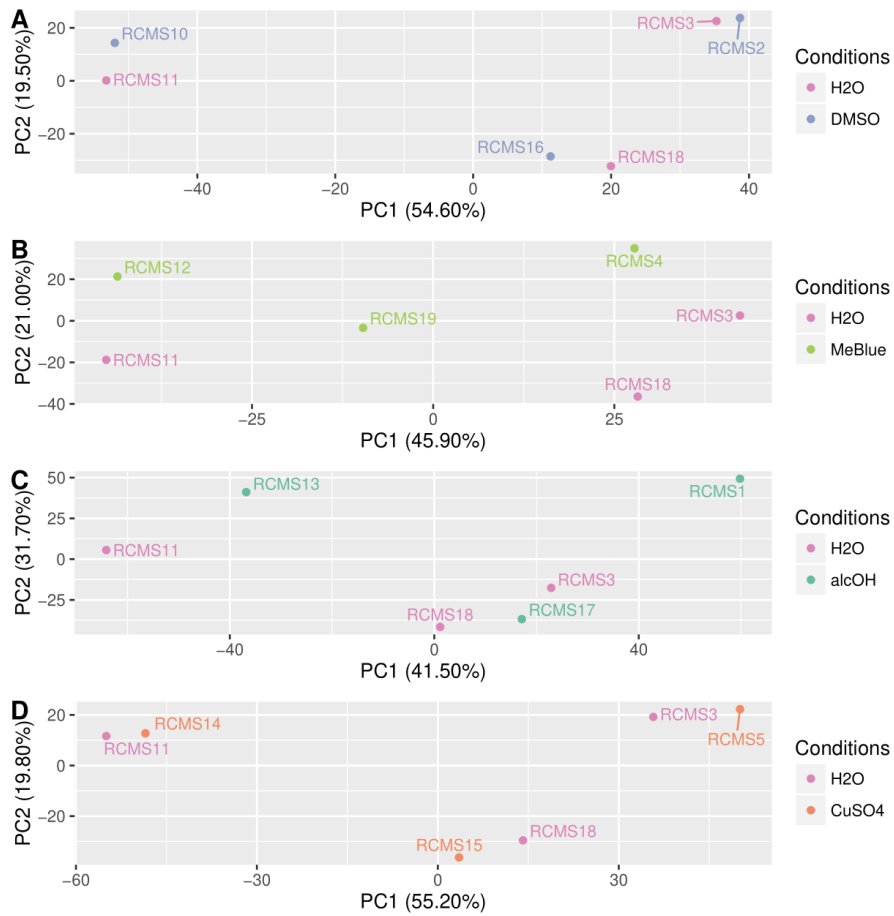 A
PC2 (19.50%)
20
0
−20
RCMS10
RCMS11
RCMS3
RCMS2
RCMS16
RCMS18
−40
−20
0
20
40
PC1 (54.60%)
Conditions
H2O
DMSO
B
PC2 (21.00%)
20
0
−20
−40
RCMS12
RCMS4
RCMS19
RCMS3
RCMS11
RCMS18
−25
0
25
PC1 (45.90%)
Conditions
H2O
MeBlue
C
PC2 (31.70%)
50
25
0
−25
RCMS13
RCMS1
RCMS11
RCMS3
RCMS18
RCMS17
−40
0
40
PC1 (41.50%)
Conditions
H2O
alcOH
D
PC2 (19.80%)
20
0
−20
RCMS14
RCMS11
RCMS3
RCMS5
RCMS18
RCMS15
−60
−30
0
30
PC1 (55.20%)
Conditions
H2O
CuSO4